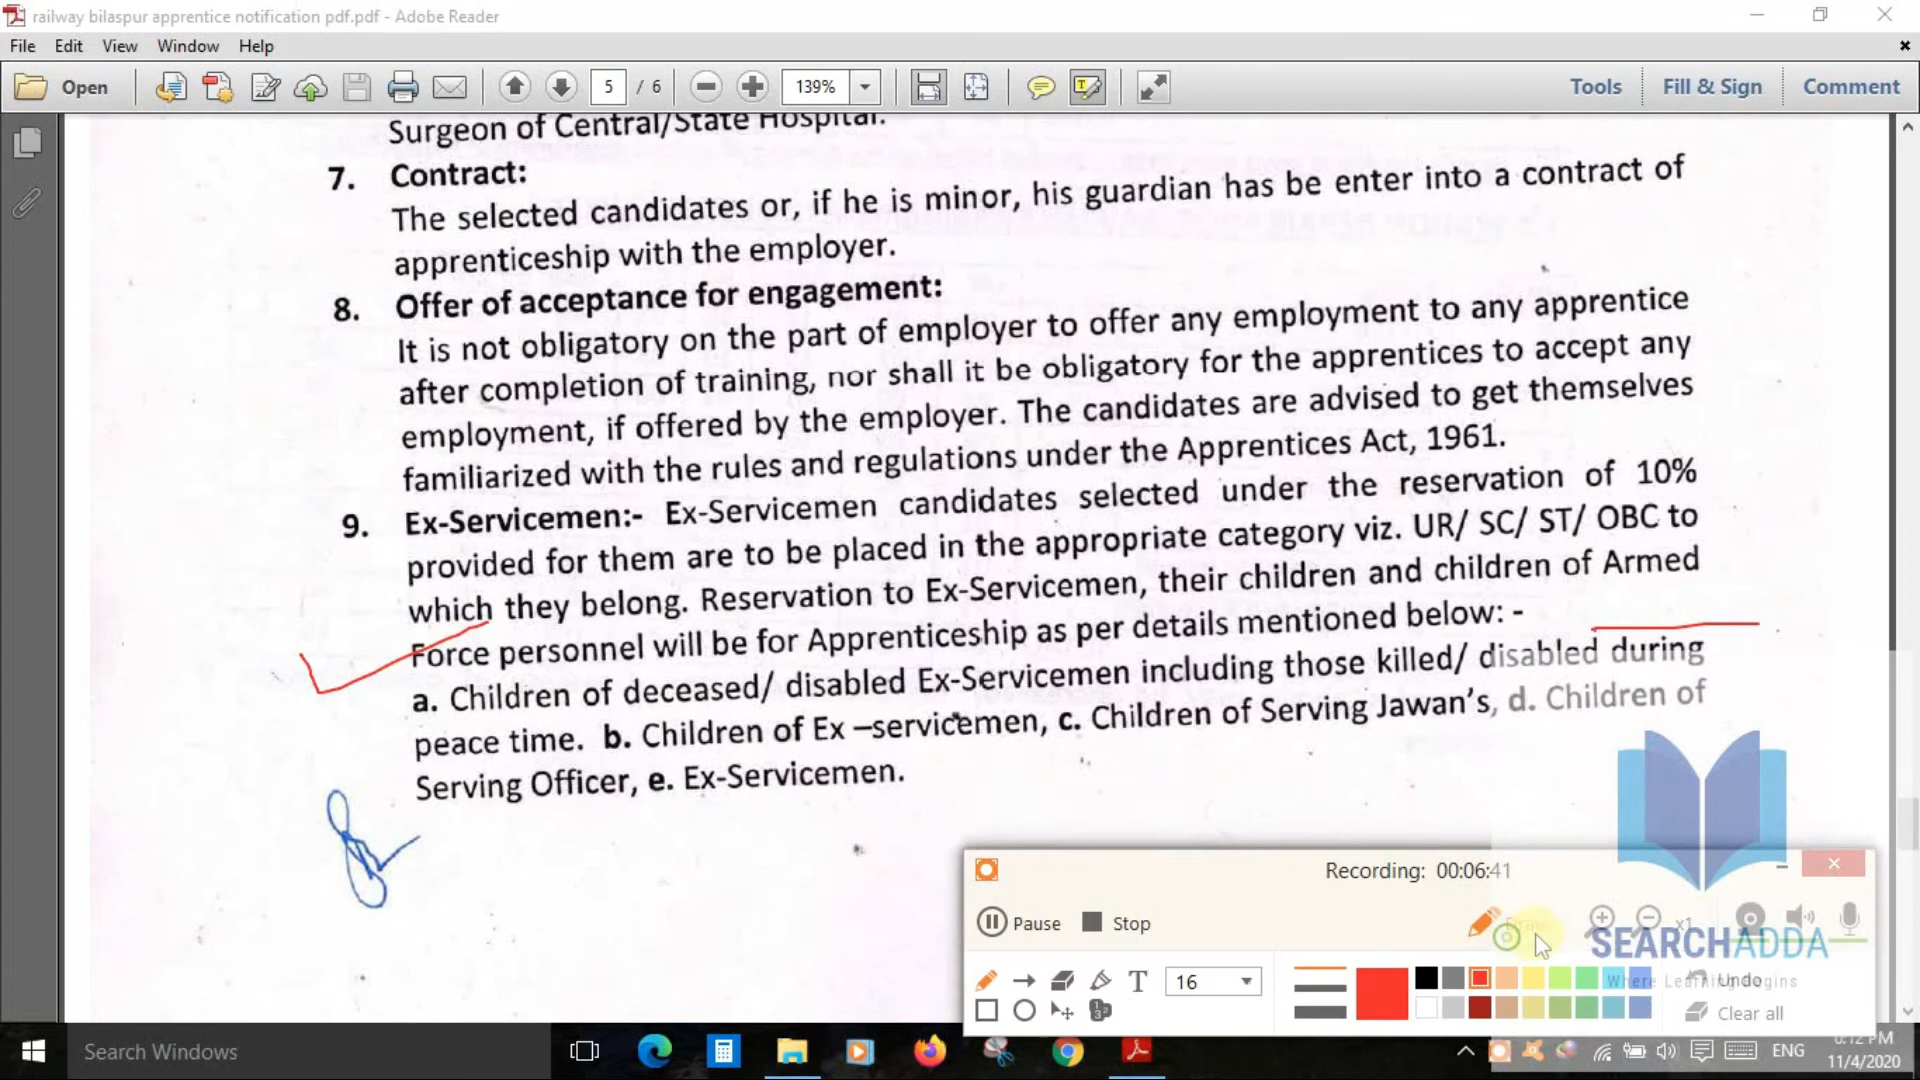 railway bilaspur apprentice notification pdf.pdf - Adobe Reader
File Edit View Window Help
Open 5 / 6 139% Tools Fill & Sign Comment
Surgeon of Central/State Hospital.
7. Contract:
The selected candidates or, if he is minor, his guardian has be enter into a contract of
apprenticeship with the employer.
8. Offer of acceptance for engagement:
It is not obligatory on the part of employer to offer any employment to any apprentice
after completion of training, nor shall it be obligatory for the apprentices to accept any
employment, if offered by the employer. The candidates are advised to get themselves
familiarized with the rules and regulations under the Apprentices Act, 1961.
9. Ex-Servicemen:- Ex-Servicemen candidates selected under the reservation of 10%
provided for them are to be placed in the appropriate category viz. UR/ SC/ ST/ OBC to
which they belong. Reservation to Ex-Servicemen, their children and children of Armed
Force personnel will be for Apprenticeship as per details mentioned below: -
a. Children of deceased/ disabled Ex-Servicemen including those killed/ disabled during
peace time. b. Children of Ex –servicemen, c. Children of Serving Jawan's, d. Children of
Serving Officer, e. Ex-Servicemen.
Recording: 00:06:41
Pause Stop Draw x1
SEARCHADDA
Where Learning Begins
T 16 Undo
Clear all
Search Windows
ENG
6:12 PM
11/4/2020